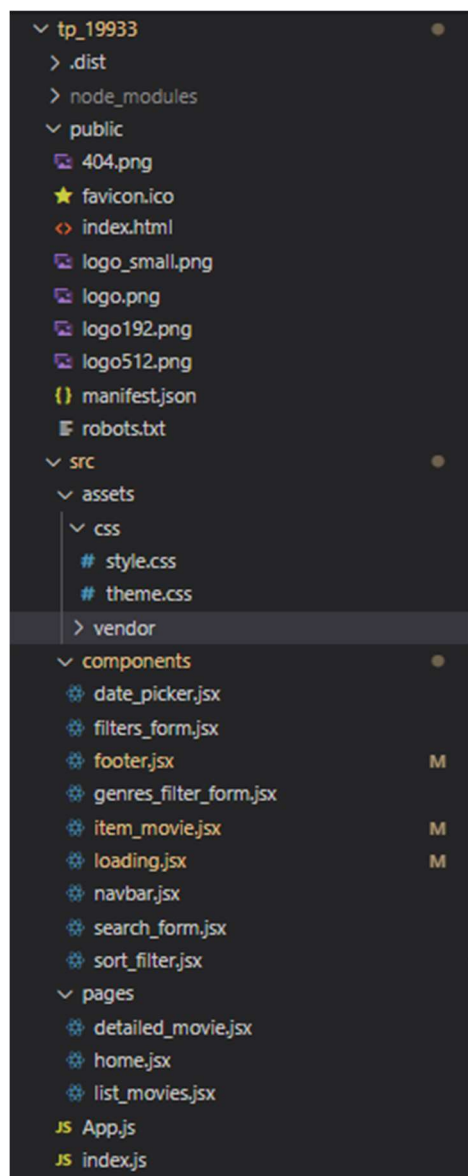 tp_19933
.dist
node_modules
public
404.png
favicon.ico
index.html
logo_small.png
logo.png
logo192.png
logo512.png
manifest.json
robots.txt
src
assets
css
style.css
theme.css
vendor
components
date_picker.jsx
filters_form.jsx
footer.jsx M
genres_filter_form.jsx
item_movie.jsx M
loading.jsx M
navbar.jsx
search_form.jsx
sort_filter.jsx
pages
detailed_movie.jsx
home.jsx
list_movies.jsx
JS App.js
JS index.js